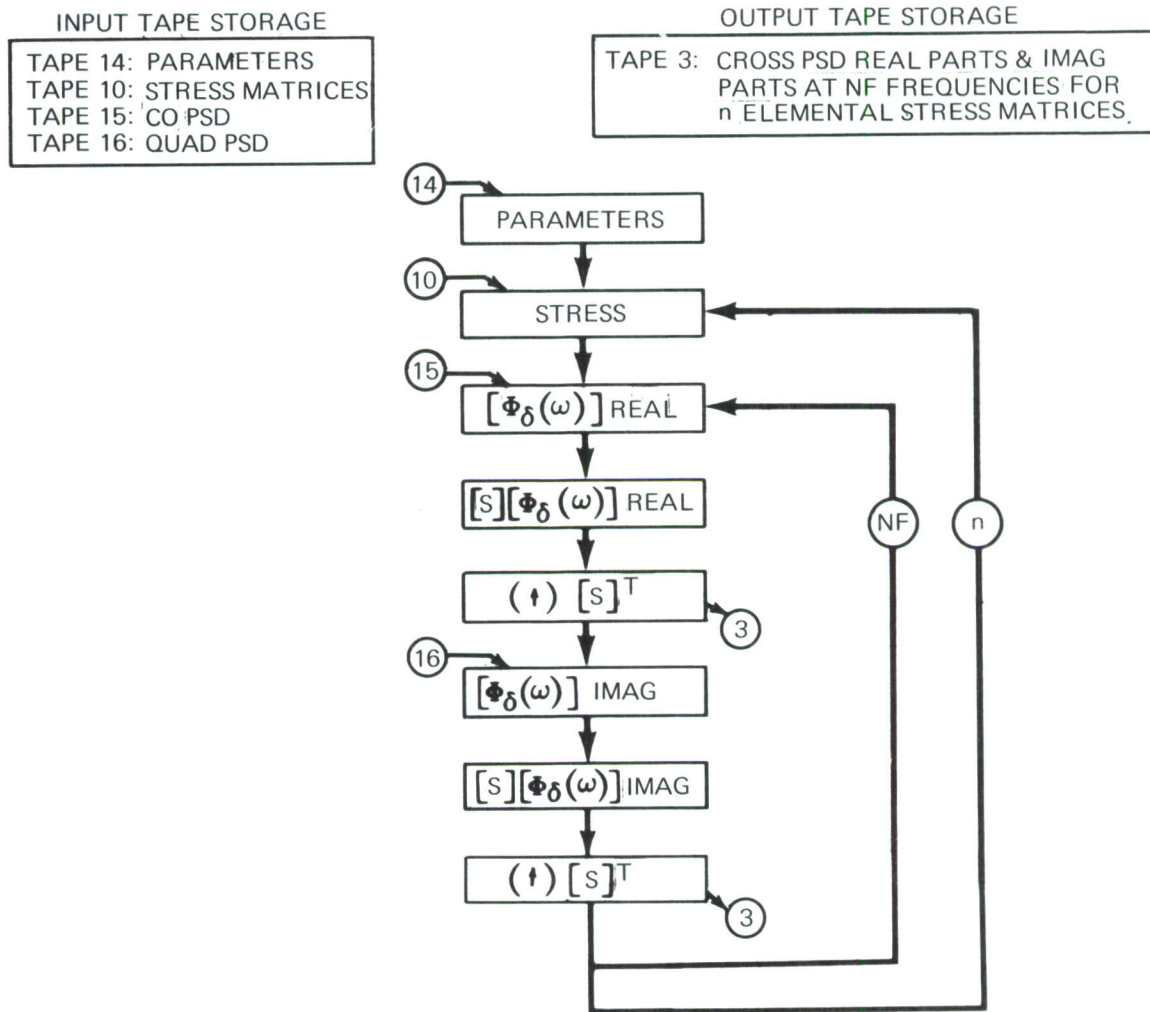 INPUT TAPE STORAGE
TAPE 14: PARAMETERS
TAPE 10: STRESS MATRICES
TAPE 15: CO PSD
TAPE 16: QUAD PSD
OUTPUT TAPE STORAGE
TAPE 3: CROSS PSD REAL PARTS & IMAG
PARTS AT NF FREQUENCIES FOR
n ELEMENTAL STRESS MATRICES
14
PARAMETERS
10
STRESS
15
[Φδ(ω)] REAL
[S][Φδ(ω)] REAL
NF
n
(↑) [S]ᵀ
3
16
[Φδ(ω)] IMAG
[S][Φδ(ω)] IMAG
(↑) [S]ᵀ
3